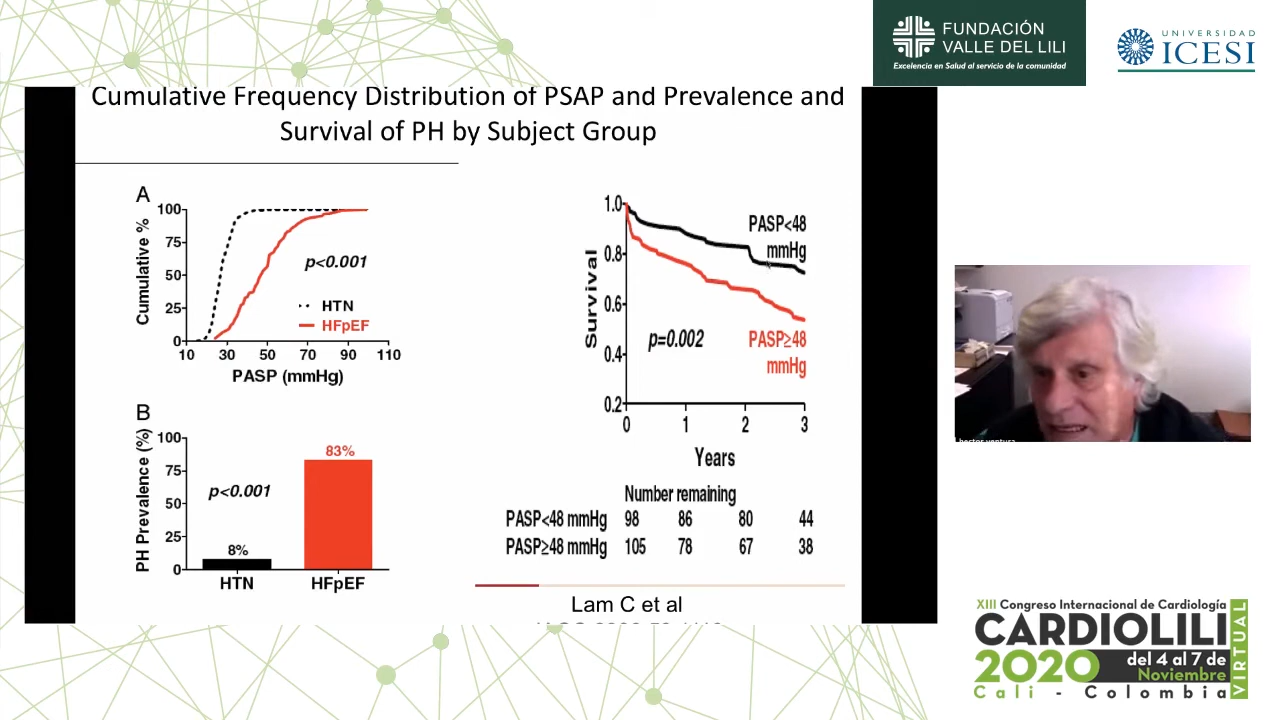 FUNDACIÓN
VALLE DEL LILI
Excelencia en Salud al servicio de la comunidad
UNIVERSIDAD
ICESI
Cumulative Frequency Distribution of PSAP and Prevalence and
Survival of PH by Subject Group
A
Cumulative %
100
75
50
25
0
10 30 50 70 90 110
PASP (mmHg)
p<0.001
HTN
HFpEF
B
PH Prevalence (%)
100
75
50
25
0
p<0.001
8%
83%
HTN HFpEF
Survival
1.0
0.8
0.6
0.4
0.2
0 1 2 3
Years
PASP<48
mmHg
p=0.002
PASP≥48
mmHg
Number remaining
PASP<48 mmHg 98 86 80 44
PASP≥48 mmHg 105 78 67 38
Lam C et al
hector ventura
XIII Congreso Internacional de Cardiología
CARDIOLILI
2020
del 4 al 7 de
Noviembre
VIRTUAL
Cali - Colombia